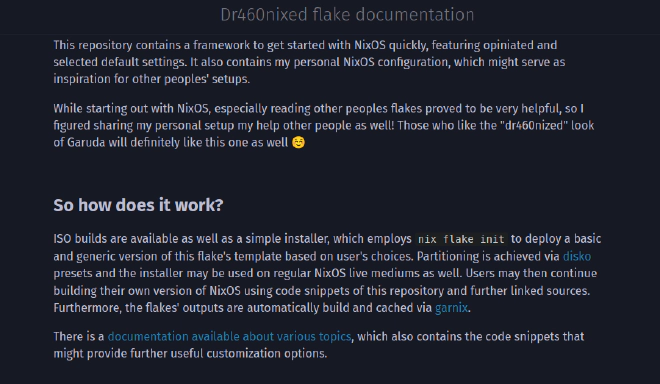 Dr460nixed flake documentation
This repository contains a framework to get started with NixOS quickly, featuring opiniated and
selected default settings. It also contains my personal NixOS configuration, which might serve as
inspiration for other peoples' setups.
While starting out with NixOS, especially reading other peoples flakes proved to be very helpful, so I
figured sharing my personal setup my help other people as well! Those who like the "dr460nized" look
of Garuda will definitely like this one as well ☺️
So how does it work?
ISO builds are available as well as a simple installer, which employs nix flake init to deploy a basic
and generic version of this flake's template based on user's choices. Partitioning is achieved via disko
presets and the installer may be used on regular NixOS live mediums as well. Users may then continue
building their own version of NixOS using code snippets of this repository and further linked sources.
Furthermore, the flakes' outputs are automatically build and cached via garnix.
There is a documentation available about various topics, which also contains the code snippets that
might provide further useful customization options.